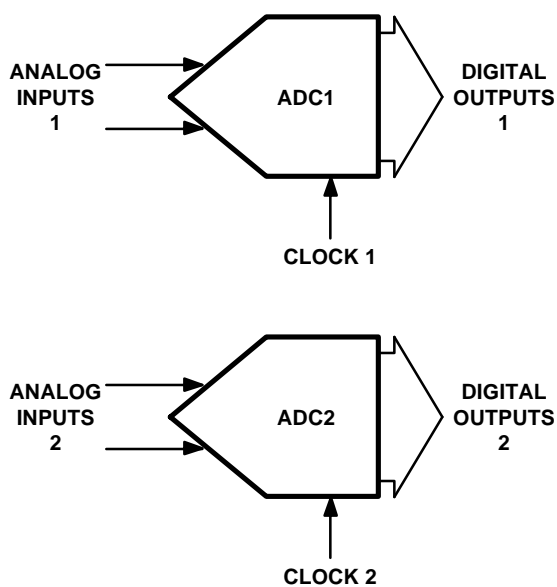 ANALOG
INPUTS
1
ADC1
DIGITAL
OUTPUTS
1
CLOCK 1
ANALOG
INPUTS
2
ADC2
DIGITAL
OUTPUTS
2
CLOCK 2